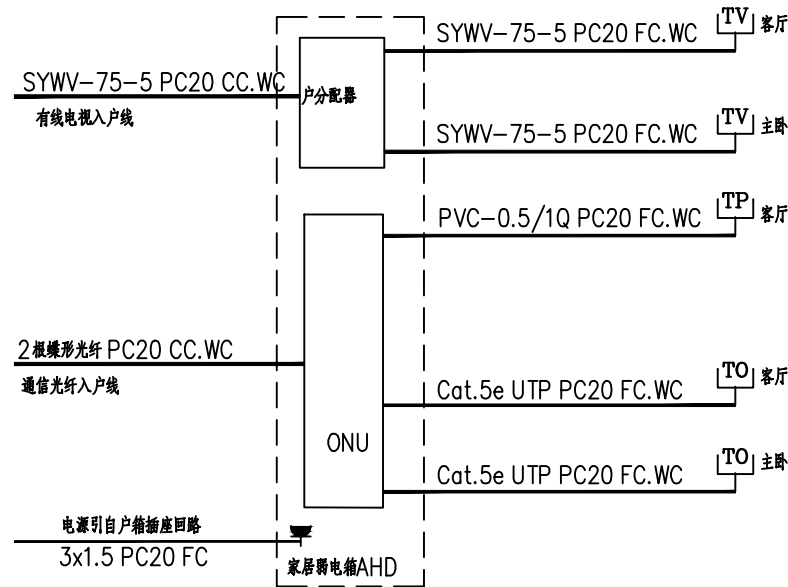 SYWV-75-5 PC20 FC.WC
TV 客厅
SYWV-75-5 PC20 CC.WC
户分配器
有线电视入户线
SYWV-75-5 PC20 FC.WC
TV 主卧
PVC-0.5/1Q PC20 FC.WC
TP 客厅
2根蝶形光纤 PC20 CC.WC
通信光纤入户线
Cat.5e UTP PC20 FC.WC
TO 客厅
ONU
Cat.5e UTP PC20 FC.WC
TO 主卧
电源引自户箱插座回路
3x1.5 PC20 FC
家居弱电箱AHD